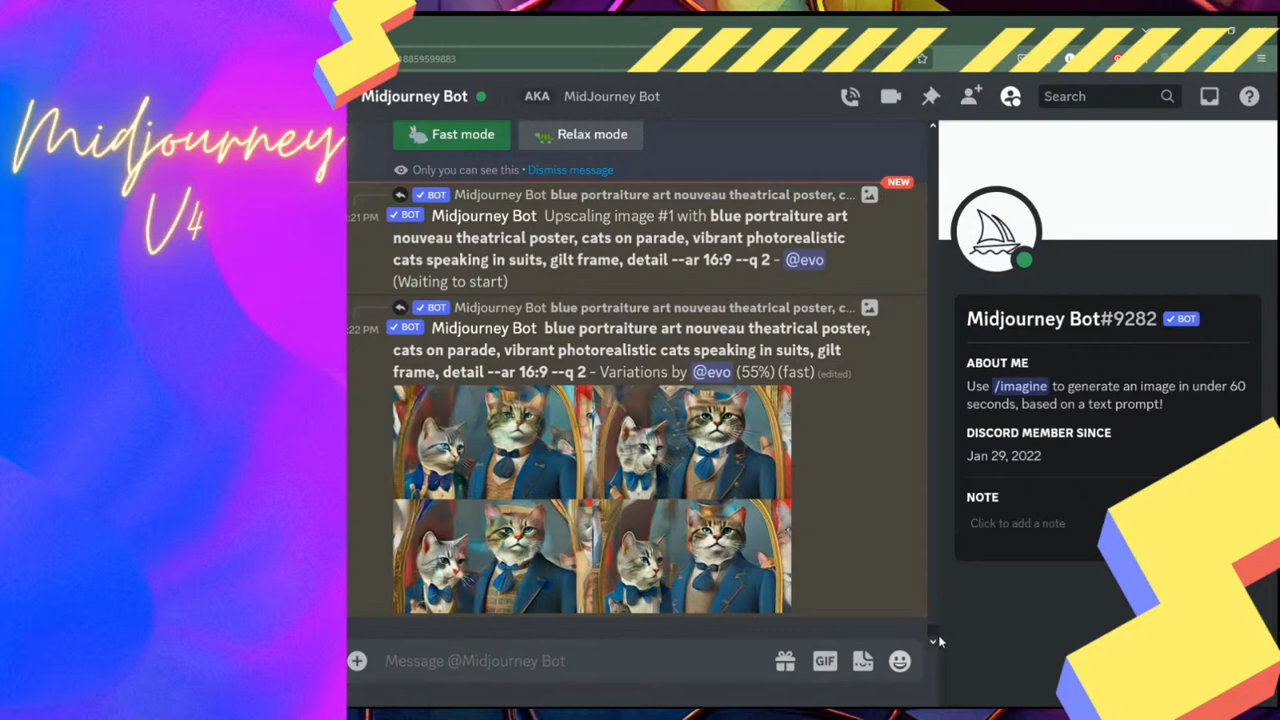 Midjourney
V4
18859599883
Midjourney Bot AKA MidJourney Bot
Search
Fast mode Relax mode
Only you can see this • Dismiss message
NEW
BOT Midjourney Bot blue portraiture art nouveau theatrical poster, c...
:21 PM BOT Midjourney Bot Upscaling image #1 with blue portraiture art
nouveau theatrical poster, cats on parade, vibrant photorealistic
cats speaking in suits, gilt frame, detail --ar 16:9 --q 2 - @evo
(Waiting to start)
BOT Midjourney Bot blue portraiture art nouveau theatrical poster, c...
:22 PM BOT Midjourney Bot blue portraiture art nouveau theatrical poster,
cats on parade, vibrant photorealistic cats speaking in suits, gilt
frame, detail --ar 16:9 --q 2 - Variations by @evo (55%) (fast) (edited)
Message @Midjourney Bot
GIF
Midjourney Bot#9282 BOT
ABOUT ME
Use /imagine to generate an image in under 60
seconds, based on a text prompt!
DISCORD MEMBER SINCE
Jan 29, 2022
NOTE
Click to add a note